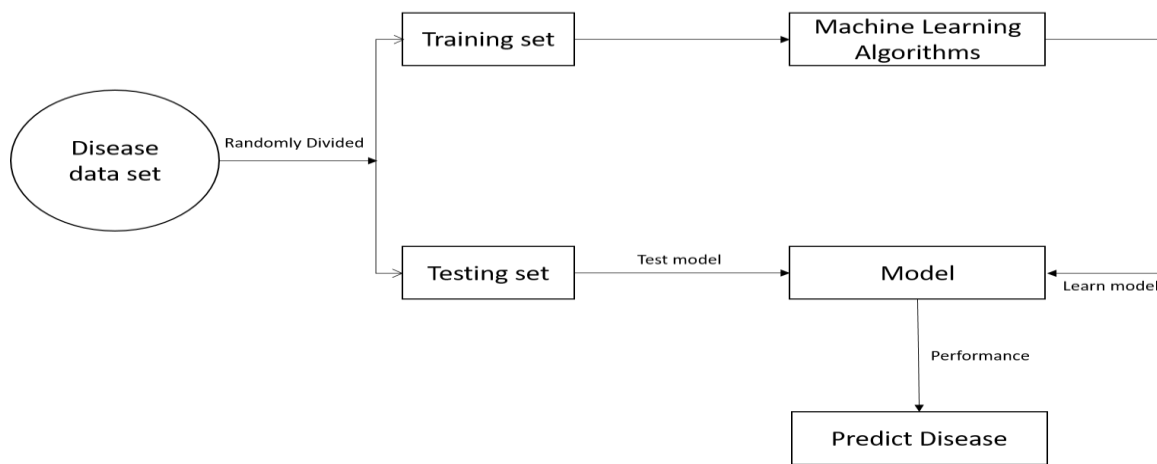 Training set
Machine Learning
Algorithms
Randomly Divided
Disease
data set
Testing set
Test model
Model
Learn model
Performance
Predict Disease